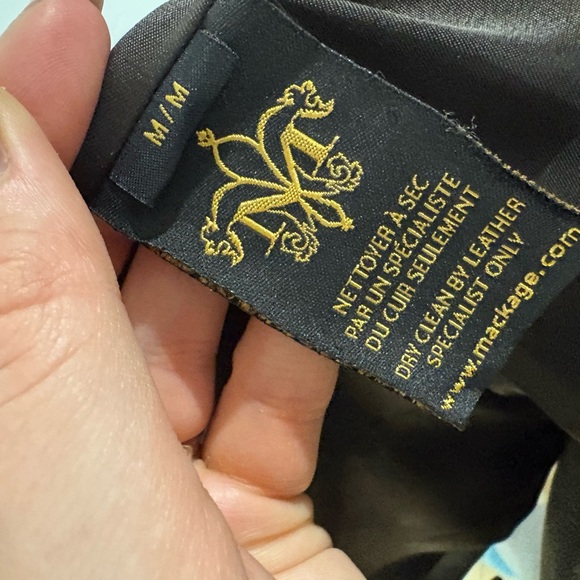 M/M
M
NETTOYER À SEC
PAR UN SPÉCIALISTE
DU CUIR SEULEMENT
DRY CLEAN BY LEATHER
SPECIALIST ONLY
www.mackage.com